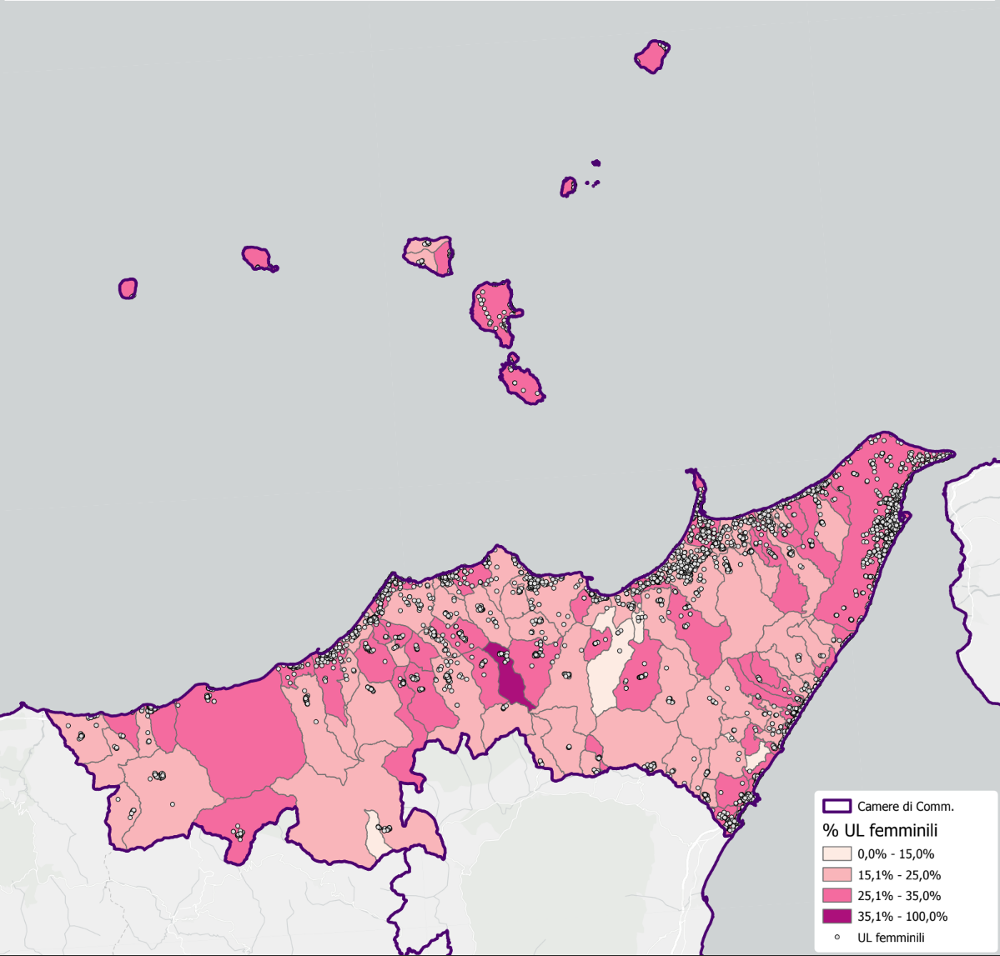 Camere di Comm.
% UL femminili
0,0% - 15,0%
15,1% - 25,0%
25,1% - 35,0%
35,1% - 100,0%
UL femminili